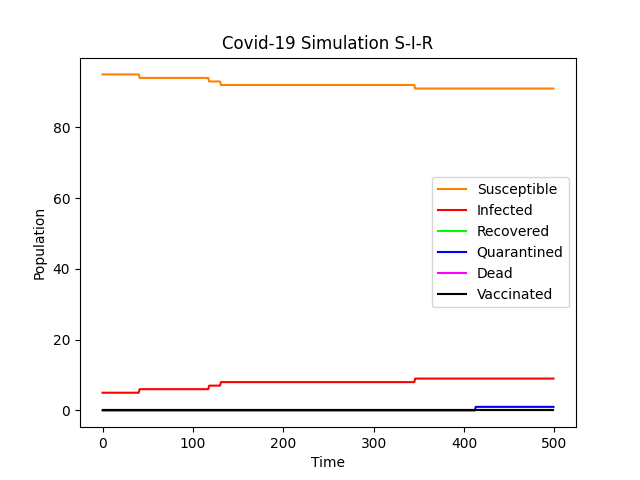 Covid-19 Simulation S-I-R
80
60
40
20
0
Population
Susceptible
Infected
Recovered
Quarantined
Dead
Vaccinated
0 100 200 300 400 500
Time